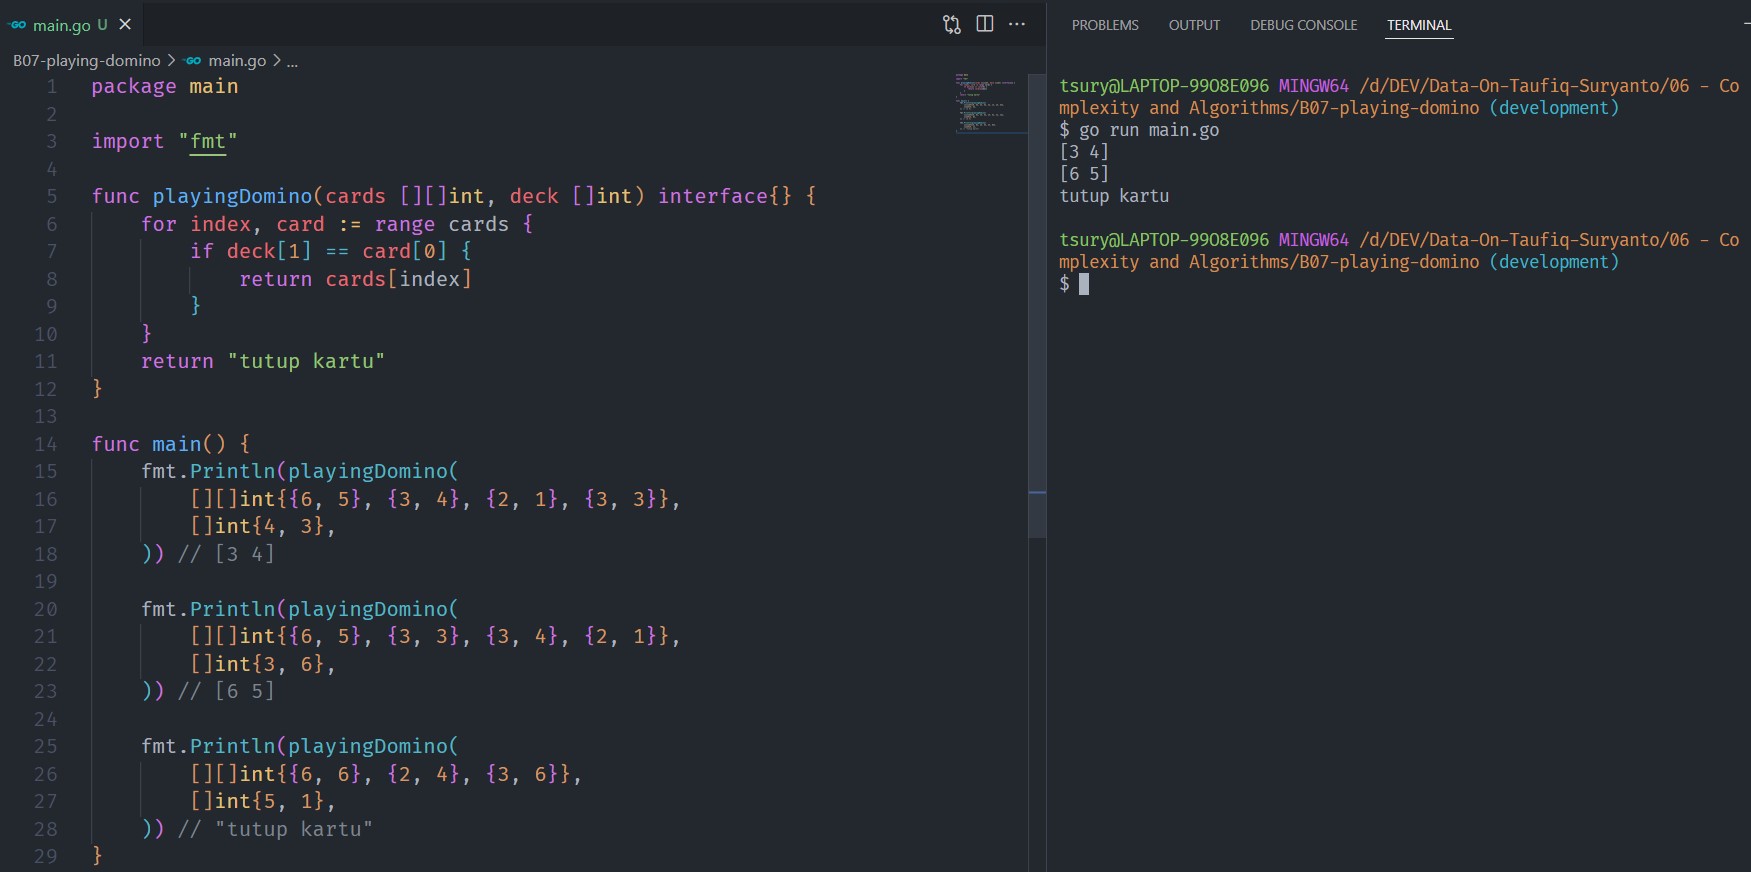 main.go U
B07-playing-domino > main.go > ...
1 package main
2
3 import "fmt"
4
5 func playingDomino(cards [][]int, deck []int) interface{} {
6     for index, card := range cards {
7         if deck[1] == card[0] {
8             return cards[index]
9         }
10     }
11     return "tutup kartu"
12 }
13
14 func main() {
15     fmt.Println(playingDomino(
16         [][]int{{6, 5}, {3, 4}, {2, 1}, {3, 3}},
17         []int{4, 3},
18     )) // [3 4]
19
20     fmt.Println(playingDomino(
21         [][]int{{6, 5}, {3, 3}, {3, 4}, {2, 1}},
22         []int{3, 6},
23     )) // [6 5]
24
25     fmt.Println(playingDomino(
26         [][]int{{6, 6}, {2, 4}, {3, 6}},
27         []int{5, 1},
28     )) // "tutup kartu"
29 }
PROBLEMS OUTPUT DEBUG CONSOLE TERMINAL
tsury@LAPTOP-99O8E096 MINGW64 /d/DEV/Data-On-Taufiq-Suryanto/06 - Co
mplexity and Algorithms/B07-playing-domino (development)
$ go run main.go
[3 4]
[6 5]
tutup kartu
tsury@LAPTOP-99O8E096 MINGW64 /d/DEV/Data-On-Taufiq-Suryanto/06 - Co
mplexity and Algorithms/B07-playing-domino (development)
$